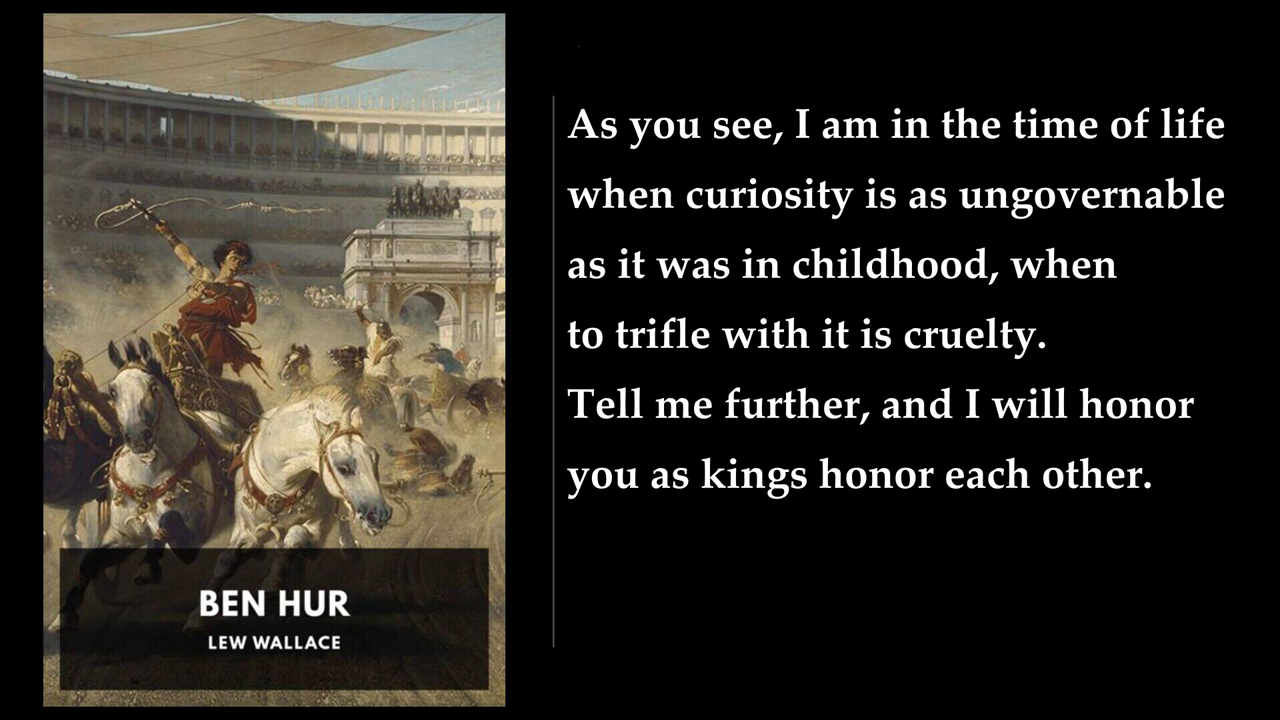 BEN HUR
LEW WALLACE
As you see, I am in the time of life
when curiosity is as ungovernable
as it was in childhood, when
to trifle with it is cruelty.
Tell me further, and I will honor
you as kings honor each other.